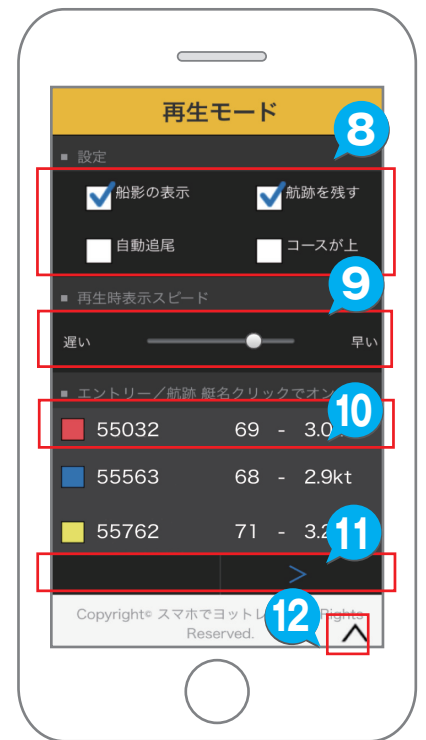 再生モード
8
■ 設定
船影の表示 航跡を残す
自動追尾 コースが上
9
■ 再生時表示スピード
遅い 早い
■ エントリー/航跡 艇名クリックでオン
10
55032 69 - 3.0
55563 68 - 2.9kt
55762 71 - 3.2
11
>
Copyright© スマホでヨットレ Rights
12
Reserved.